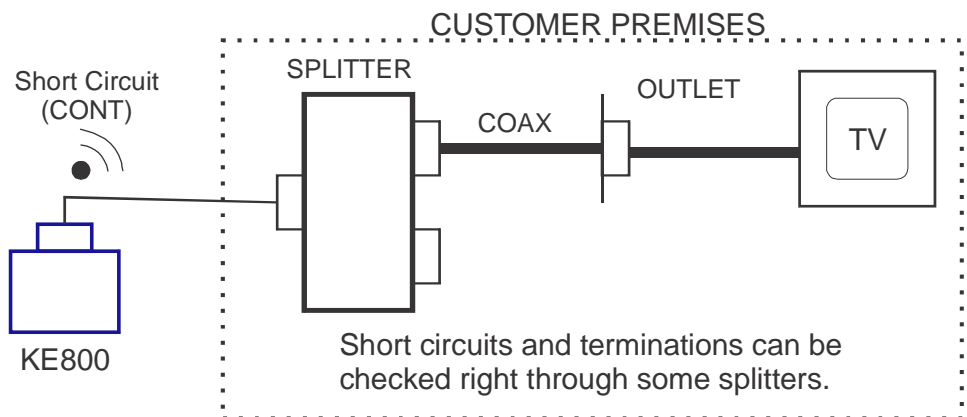 CUSTOMER PREMISES
Short Circuit
(CONT)
SPLITTER
COAX
OUTLET
TV
KE800
Short circuits and terminations can be
checked right through some splitters.